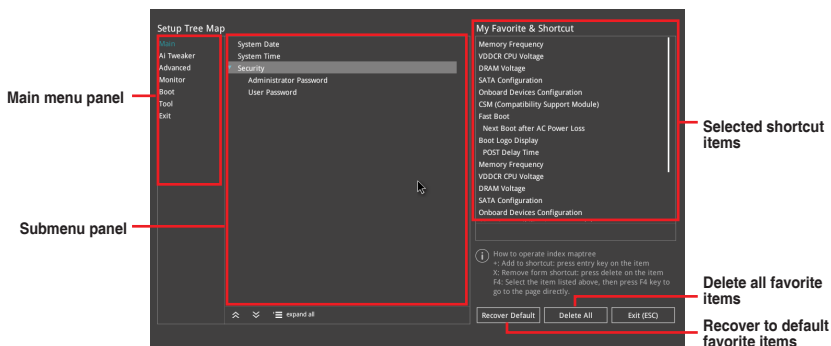 Setup Tree Map
Main
Ai Tweaker
Advanced
Monitor
Boot
Tool
Exit
System Date
System Time
Security
Administrator Password
User Password
expand all
My Favorite & Shortcut
Memory Frequency
VDDCR CPU Voltage
DRAM Voltage
SATA Configuration
Onboard Devices Configuration
CSM (Compatibility Support Module)
Fast Boot
Next Boot after AC Power Loss
Boot Logo Display
POST Delay Time
Memory Frequency
VDDCR CPU Voltage
DRAM Voltage
SATA Configuration
Onboard Devices Configuration
How to operate index maptree
+: Add to shortcut: press entry key on the item
X: Remove form shortcut: press delete on the item
F4: Select the item listed above, then press F4 key to
go to the page directly.
Recover Default
Delete All
Exit (ESC)
Main menu panel
Submenu panel
Selected shortcut
items
Delete all favorite
items
Recover to default
favorite items